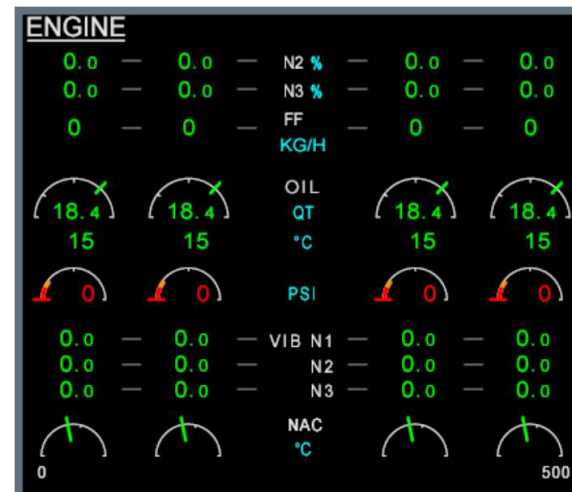 ENGINE
0.0 — 0.0 — N2 % — 0.0 — 0.0
0.0 — 0.0 — N3 % — 0.0 — 0.0
0 — 0 — FF — 0 — 0
KG/H
OIL
18.4 18.4 QT 18.4 18.4
15 15 °C 15 15
0 0 PSI 0 0
0.0 — 0.0 — VIB N1 — 0.0 — 0.0
0.0 — 0.0 — N2 — 0.0 — 0.0
0.0 — 0.0 — N3 — 0.0 — 0.0
NAC
°C
0 500